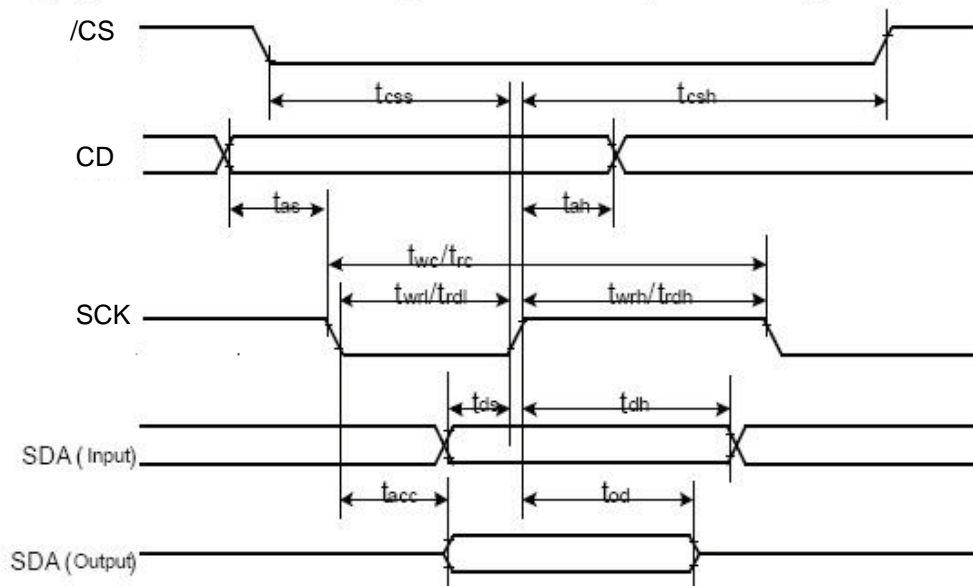 /CS
tcss tcsh
CD
tas tah
twc/trc
twrl/trdl twrh/trdh
SCK
tds tdh
SDA (Input)
tacc tod
SDA (Output)